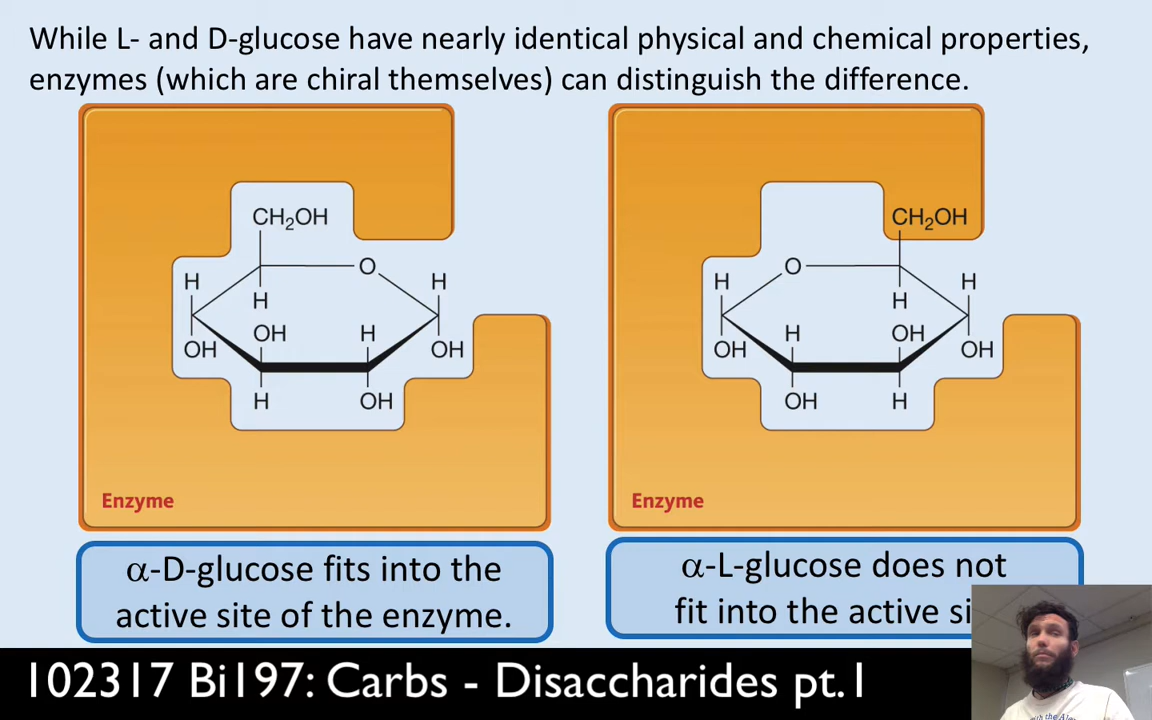 While L- and D-glucose have nearly identical physical and chemical properties,
enzymes (which are chiral themselves) can distinguish the difference.
CH₂OH
O
H
H
H
OH
H
OH
OH
H
OH
Enzyme
CH₂OH
O
H
H
H
H
OH
OH
OH
OH
H
Enzyme
α-D-glucose fits into the
active site of the enzyme.
α-L-glucose does not
fit into the active
102317 Bi197: Carbs - Disaccharides pt.1